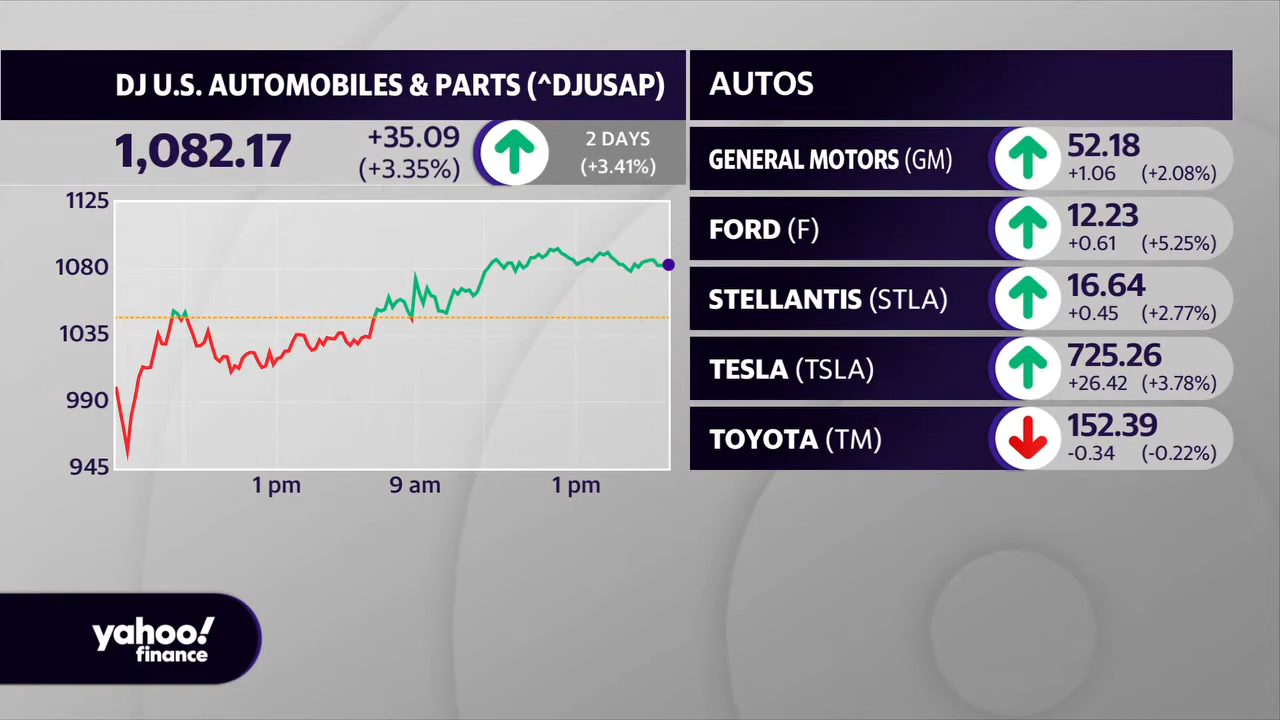 DJ U.S. AUTOMOBILES & PARTS (^DJUSAP)
1,082.17
+35.09
(+3.35%)
2 DAYS
(+3.41%)
1125
1080
1035
990
945
1 pm
9 am
1 pm
AUTOS
GENERAL MOTORS (GM)
52.18
+1.06 (+2.08%)
FORD (F)
12.23
+0.61 (+5.25%)
STELLANTIS (STLA)
16.64
+0.45 (+2.77%)
TESLA (TSLA)
725.26
+26.42 (+3.78%)
TOYOTA (TM)
152.39
-0.34 (-0.22%)
yahoo!
finance